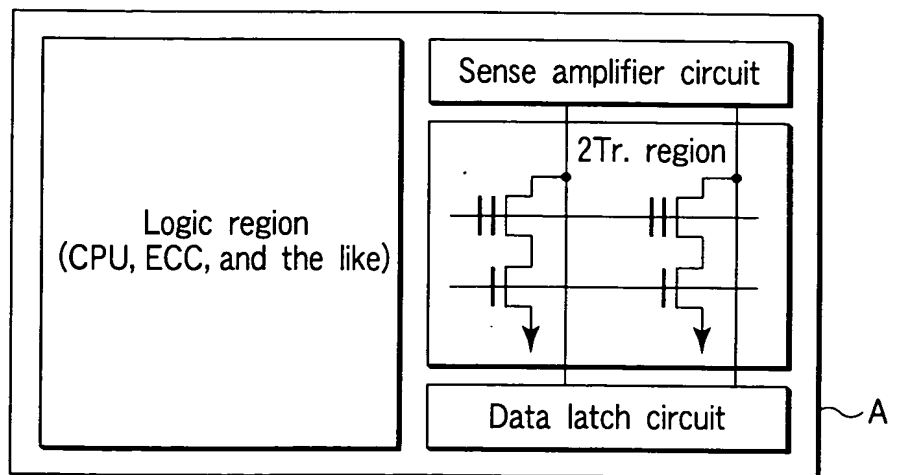 Logic region
(CPU, ECC, and the like)
Sense amplifier circuit
2Tr. region
Data latch circuit
A